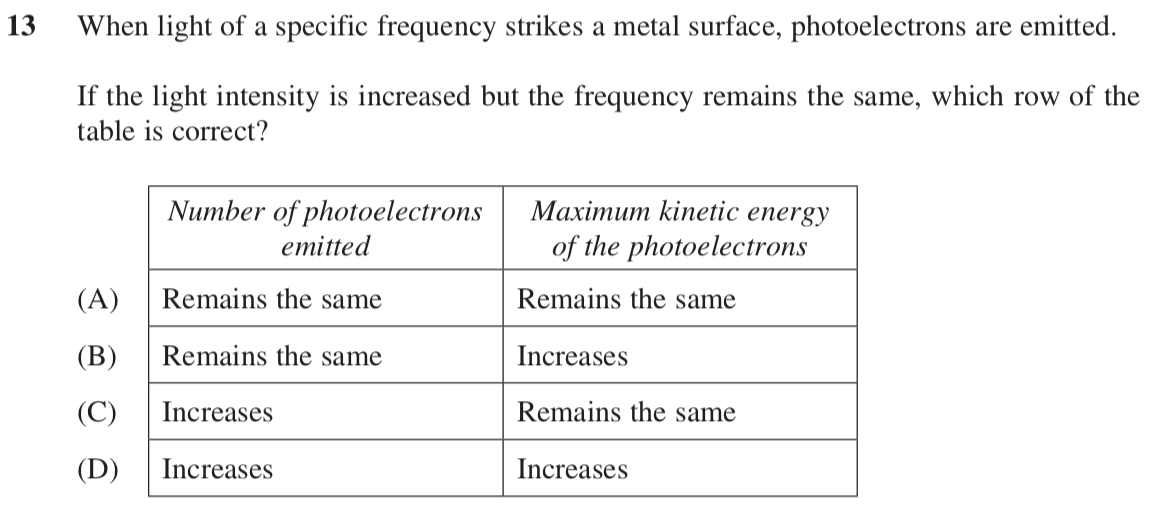 13 When light of a specific frequency strikes a metal surface, photoelectrons are emitted.
If the light intensity is increased but the frequency remains the same, which row of the
table is correct?
Number of photoelectrons Maximum kinetic energy
emitted of the photoelectrons
(A) Remains the same Remains the same
(B) Remains the same Increases
(C) Increases Remains the same
(D) Increases Increases